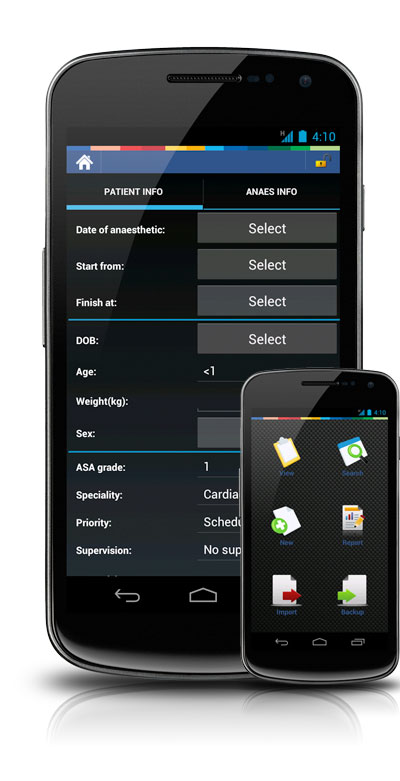 H 4:10
PATIENT INFO ANAES INFO
Date of anaesthetic: Select
Start from: Select
Finish at: Select
DOB: Select
Age: <1
Weight(kg):
Sex:
ASA grade: 1
Speciality: Cardia
Priority: Schedu
Supervision: No sup
4:10
View Search
New Report
Import Backup